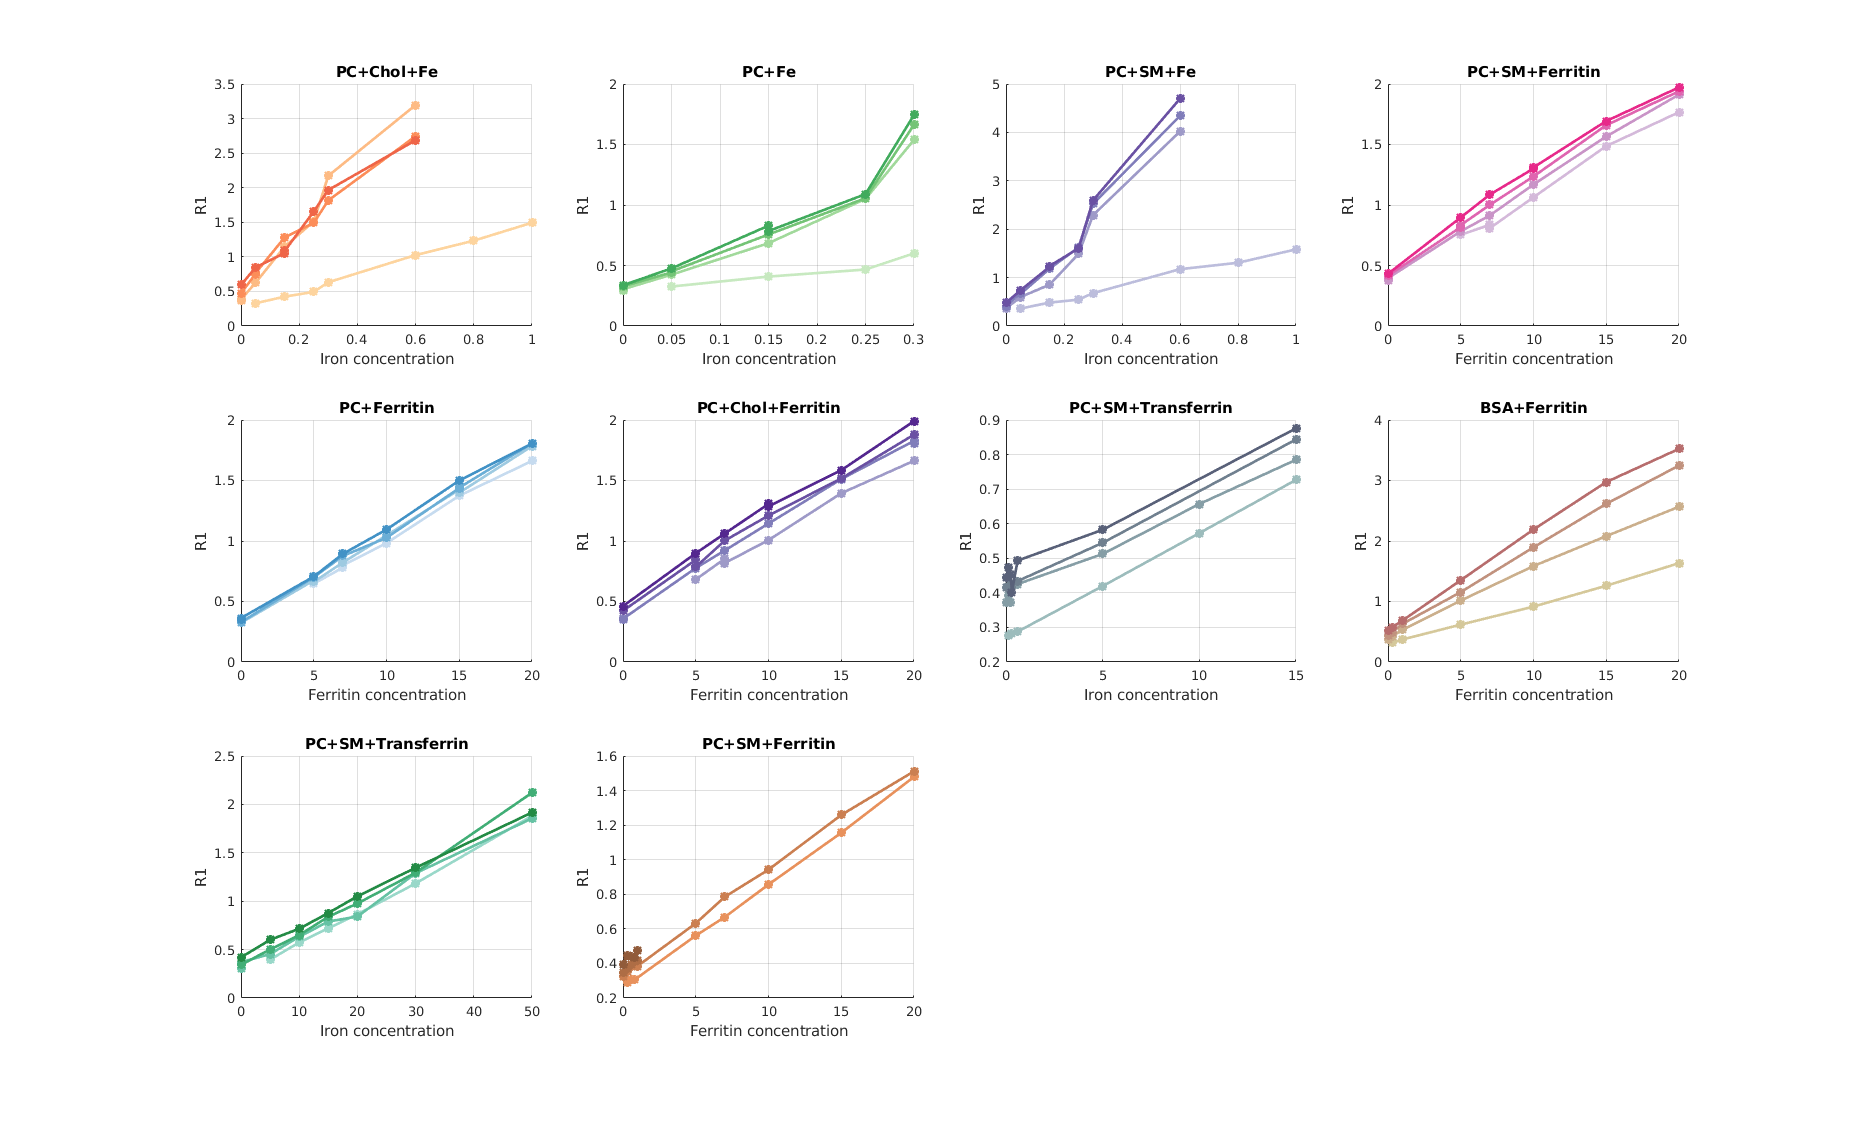 PC+Chol+Fe
3.5
3
2.5
2
1.5
1
0.5
0
R1
0 0.2 0.4 0.6 0.8 1
Iron concentration
PC+Fe
2
1.5
1
0.5
0
R1
0 0.05 0.1 0.15 0.2 0.25 0.3
Iron concentration
PC+SM+Fe
5
4
3
2
1
0
R1
0 0.2 0.4 0.6 0.8 1
Iron concentration
PC+SM+Ferritin
2
1.5
1
0.5
0
R1
0 5 10 15 20
Ferritin concentration
PC+Ferritin
2
1.5
1
0.5
0
R1
0 5 10 15 20
Ferritin concentration
PC+Chol+Ferritin
2
1.5
1
0.5
0
R1
0 5 10 15 20
Ferritin concentration
PC+SM+Transferrin
0.9
0.8
0.7
0.6
0.5
0.4
0.3
0.2
R1
0 5 10 15
Iron concentration
BSA+Ferritin
4
3
2
1
0
R1
0 5 10 15 20
Ferritin concentration
PC+SM+Transferrin
2.5
2
1.5
1
0.5
0
R1
0 10 20 30 40 50
Iron concentration
PC+SM+Ferritin
1.6
1.4
1.2
1
0.8
0.6
0.4
0.2
R1
0 5 10 15 20
Ferritin concentration